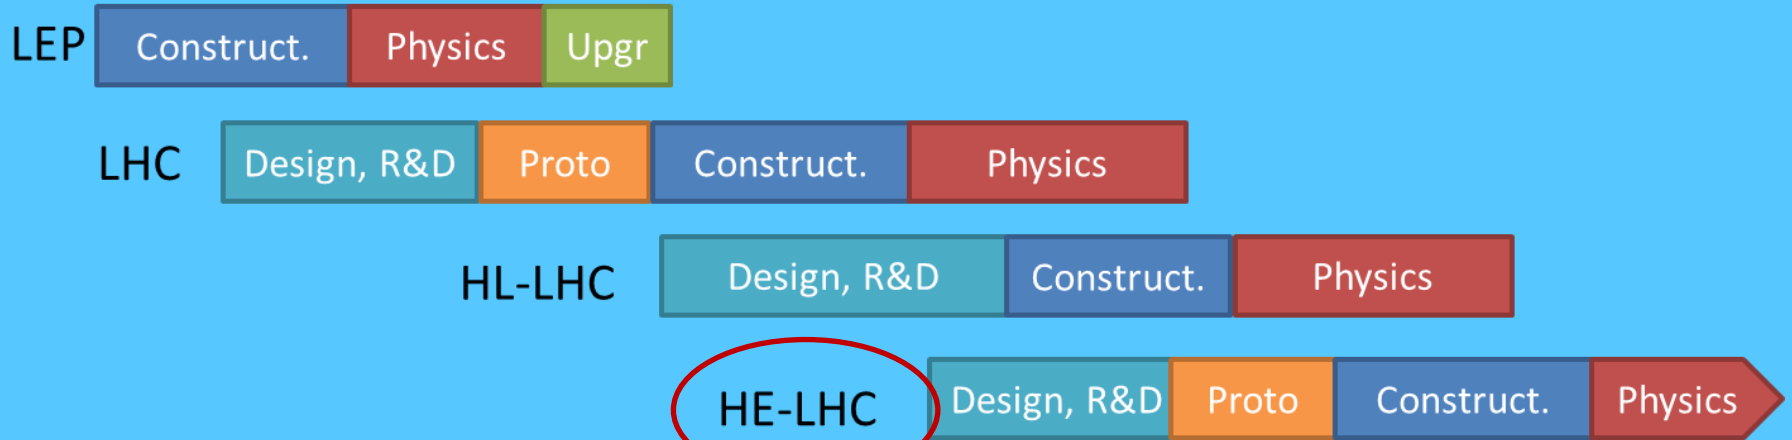 LEP Construct. Physics Upgr
LHC Design, R&D Proto Construct. Physics
HL-LHC Design, R&D Construct. Physics
HE-LHC Design, R&D Proto Construct. Physics